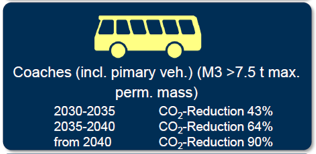 Coaches (incl. pimary veh.) (M3 >7.5 t max.
perm. mass)
2030-2035 CO₂-Reduction 43%
2035-2040 CO₂-Reduction 64%
from 2040 CO₂-Reduction 90%